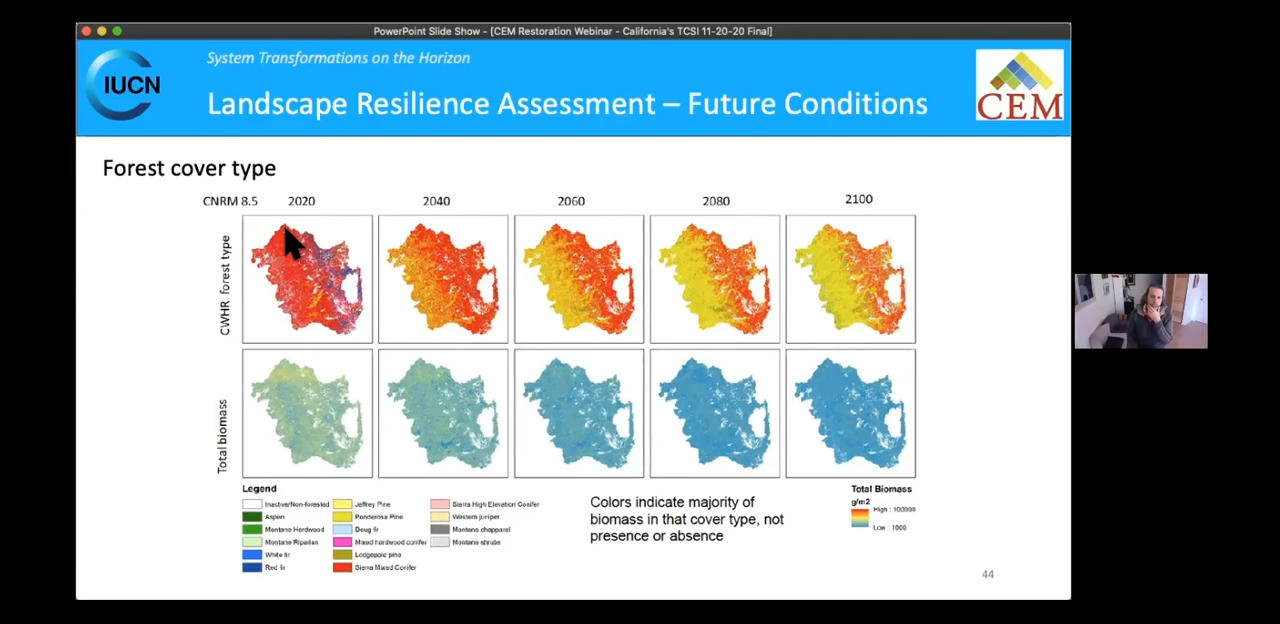 PowerPoint Slide Show - [CEM Restoration Webinar - California's TCSI 11-20-20 Final]
IUCN
System Transformations on the Horizon
Landscape Resilience Assessment – Future Conditions
CEM
Forest cover type
CNRM 8.5 2020 2040 2060 2080 2100
CWHR forest type
Total biomass
Legend
Inactive/Non-forested
Aspen
Montane Hardwood
Montane Riparian
White fir
Red fir
Jeffrey Pine
Ponderosa Pine
Doug fir
Mixed hardwood conifer
Lodgepole pine
Sierra Mixed Conifer
Sierra High Elevation Conifer
Western juniper
Montane chapparal
Montane shrubs
Colors indicate majority of
biomass in that cover type, not
presence or absence
Total Biomass
g/m2
High : 100000
Low : 1000
44